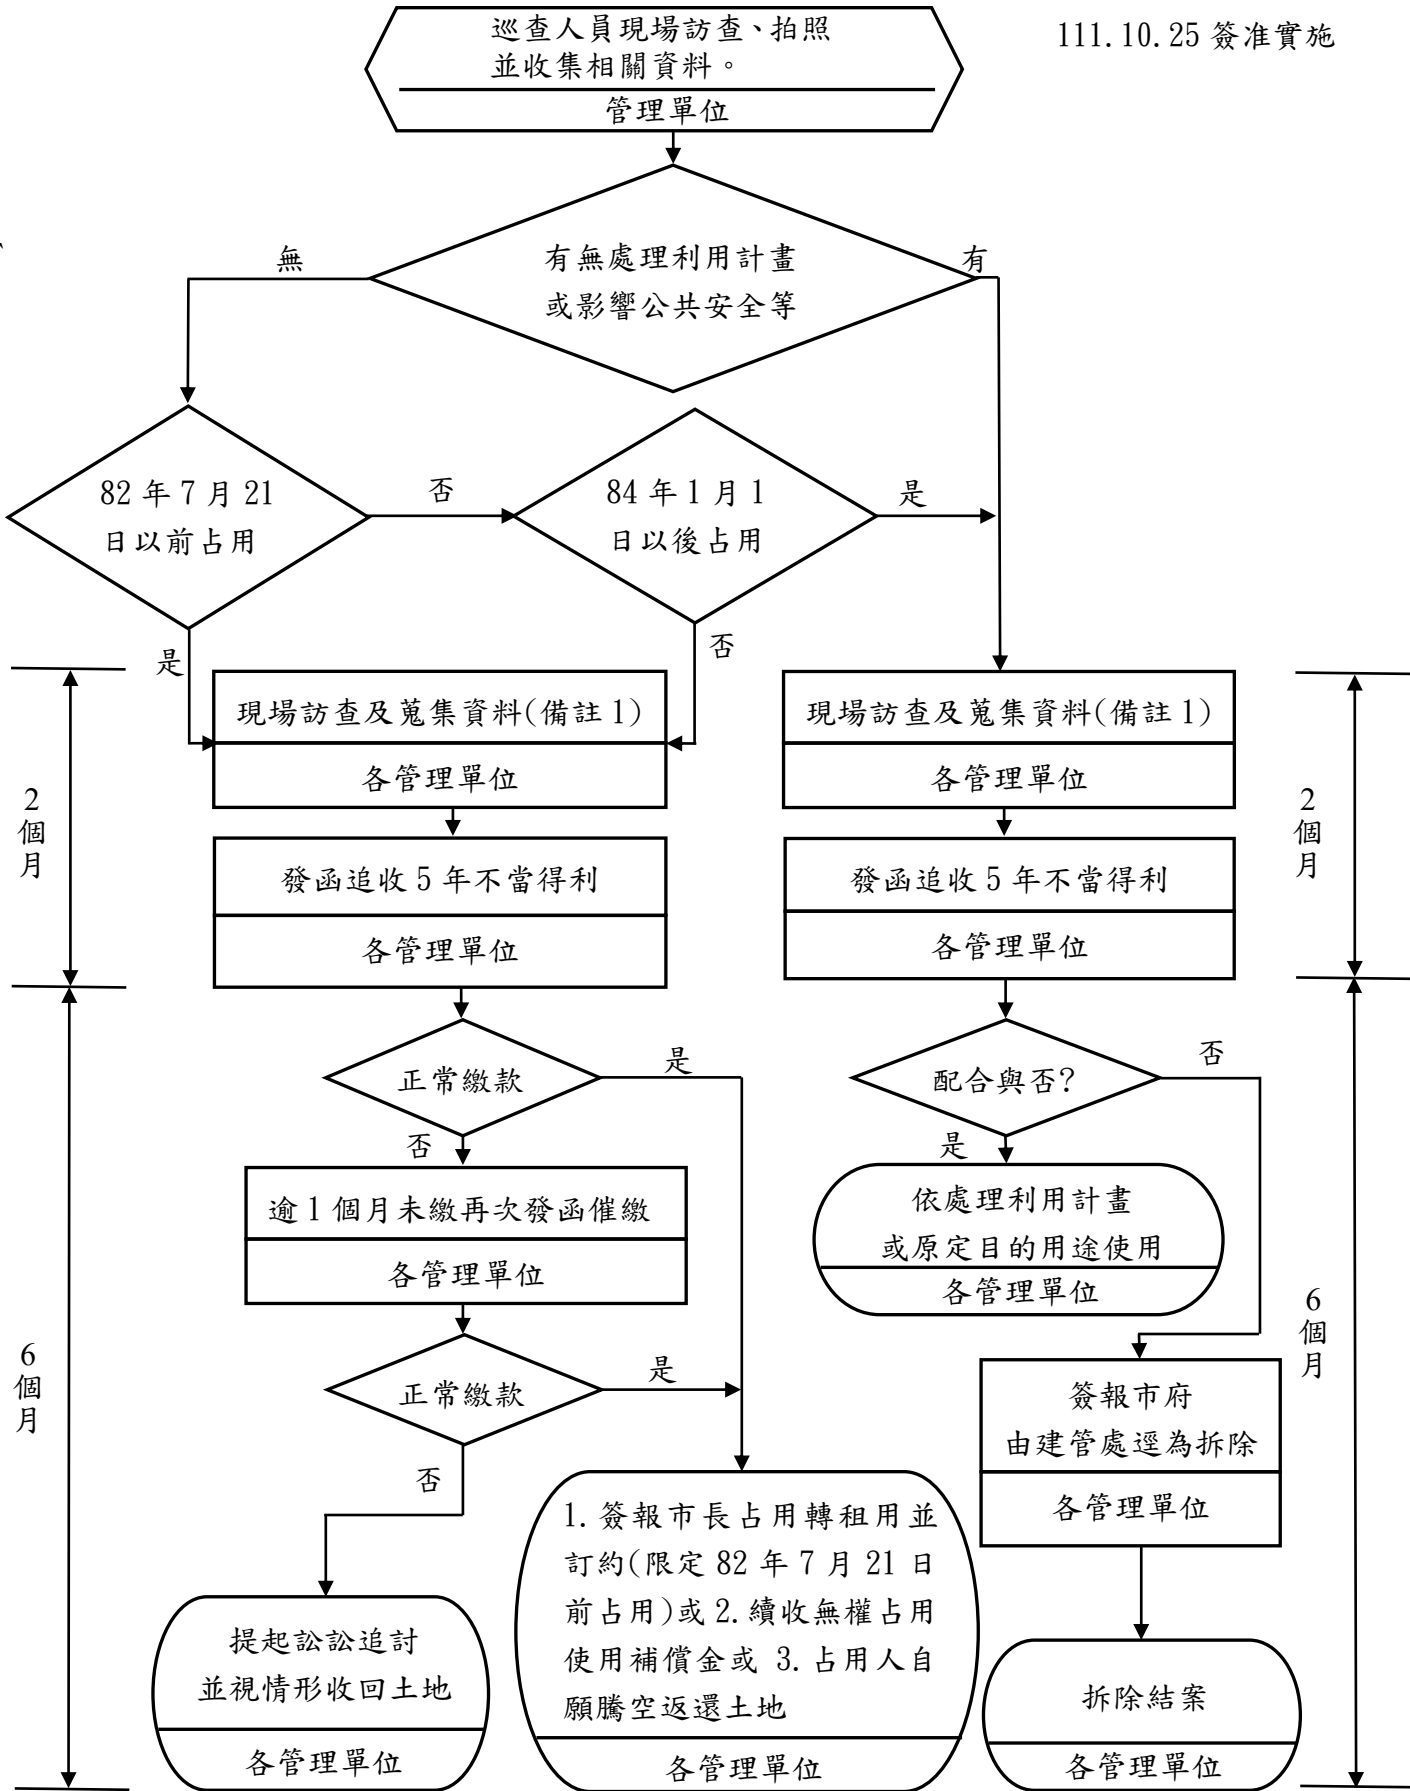 111.10.25 簽准實施
巡查人員現場訪查、拍照
並收集相關資料。
管理單位
有無處理利用計畫
或影響公共安全等
無
有
82 年 7 月 21
日以前占用
否
84 年 1 月 1
日以後占用
是
是
否
現場訪查及蒐集資料(備註 1)
各管理單位
現場訪查及蒐集資料(備註 1)
各管理單位
2
個
月
2
個
月
發函追收 5 年不當得利
各管理單位
發函追收 5 年不當得利
各管理單位
正常繳款
是
否
配合與否?
否
是
逾 1 個月未繳再次發函催繳
各管理單位
依處理利用計畫
或原定目的用途使用
各管理單位
6
個
月
6
個
月
正常繳款
是
否
簽報市府
由建管處逕為拆除
各管理單位
提起訟訟追討
並視情形收回土地
各管理單位
1. 簽報市長占用轉租用並
訂約(限定 82 年 7 月 21 日
前占用)或 2. 續收無權占用
使用補償金或 3. 占用人自
願騰空返還土地
各管理單位
拆除結案
各管理單位